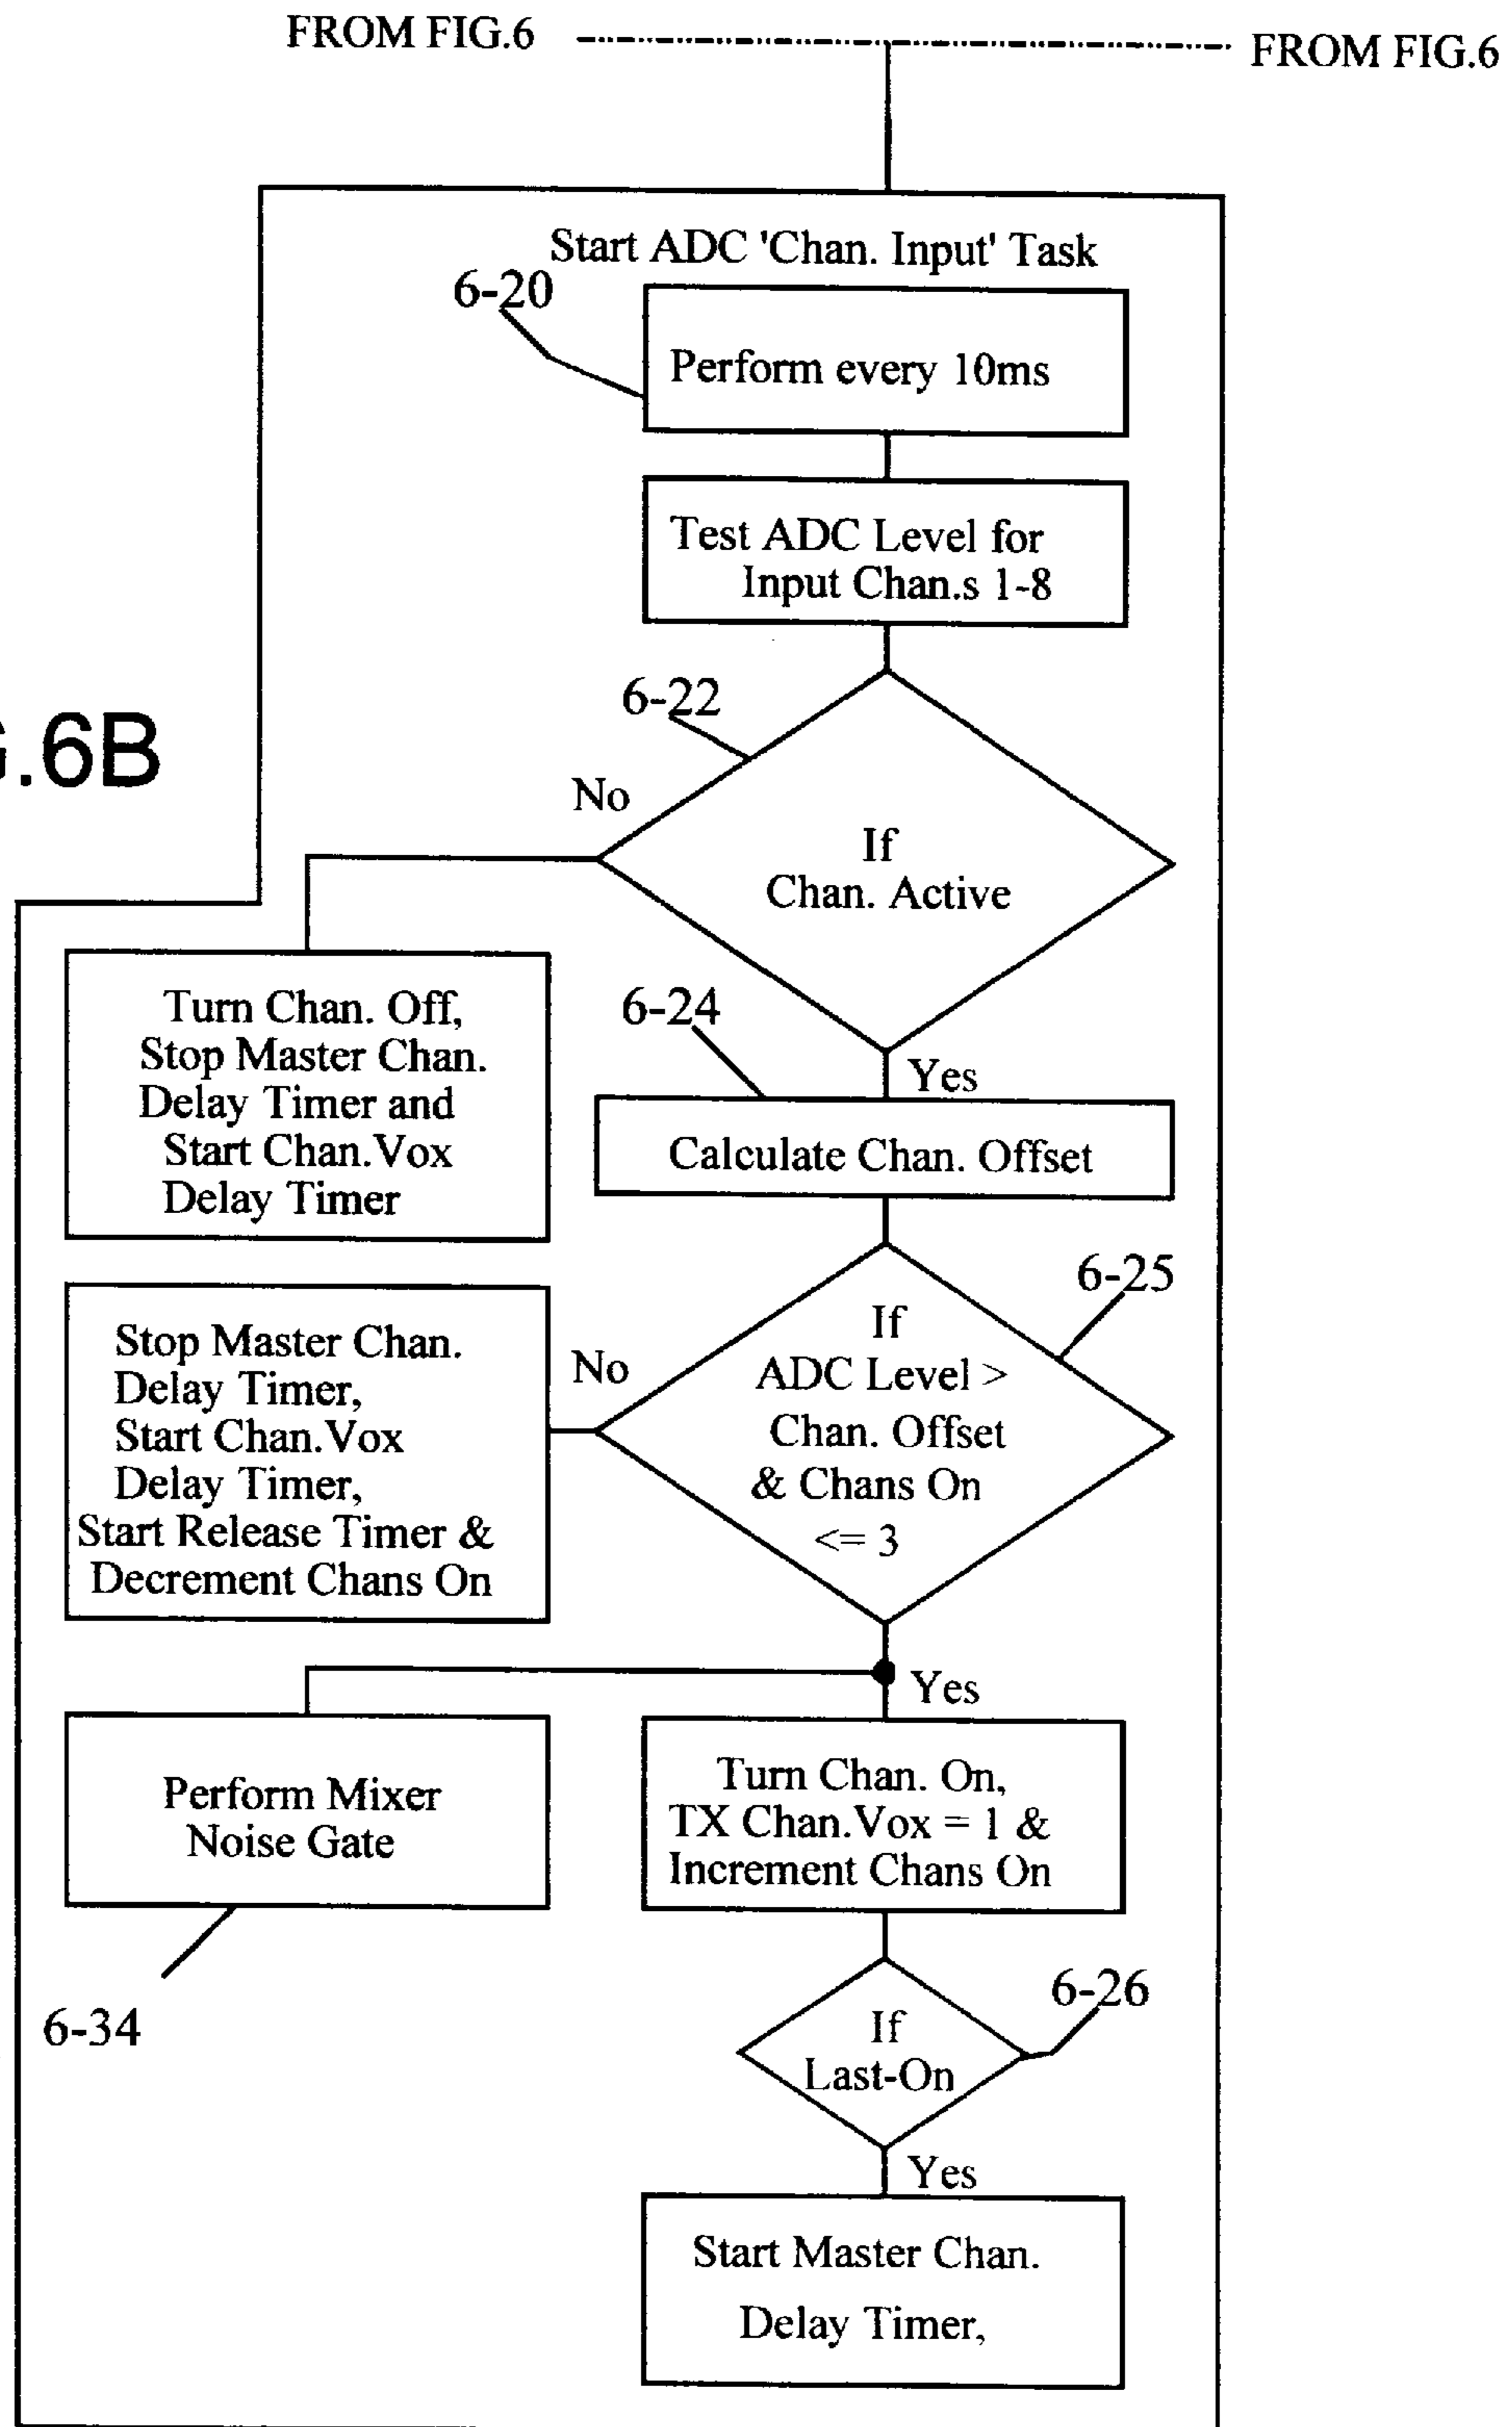 FROM FIG.6
FROM FIG.6
Start ADC 'Chan. Input' Task
6-20
Perform every 10ms
Test ADC Level for
Input Chan.s 1-8
6-22
G.6B
No
If
Chan. Active
Turn Chan. Off,
Stop Master Chan.
Delay Timer and
Start Chan.Vox
Delay Timer
6-24
Yes
Calculate Chan. Offset
6-25
Stop Master Chan.
Delay Timer,
Start Chan.Vox
Delay Timer,
Start Release Timer &
Decrement Chans On
No
If
ADC Level >
Chan. Offset
& Chans On
<= 3
Yes
Perform Mixer
Noise Gate
Turn Chan. On,
TX Chan.Vox = 1 &
Increment Chans On
6-34
6-26
If
Last-On
Yes
Start Master Chan.
Delay Timer,